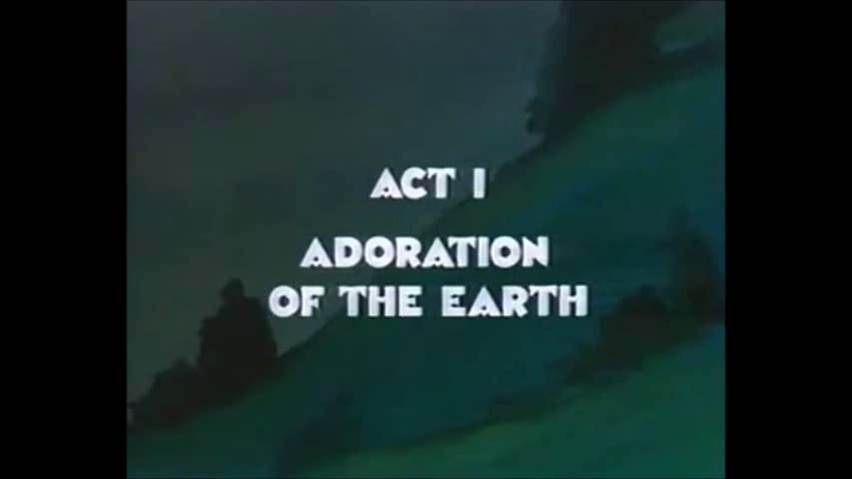 ACT I
ADORATION
OF THE EARTH